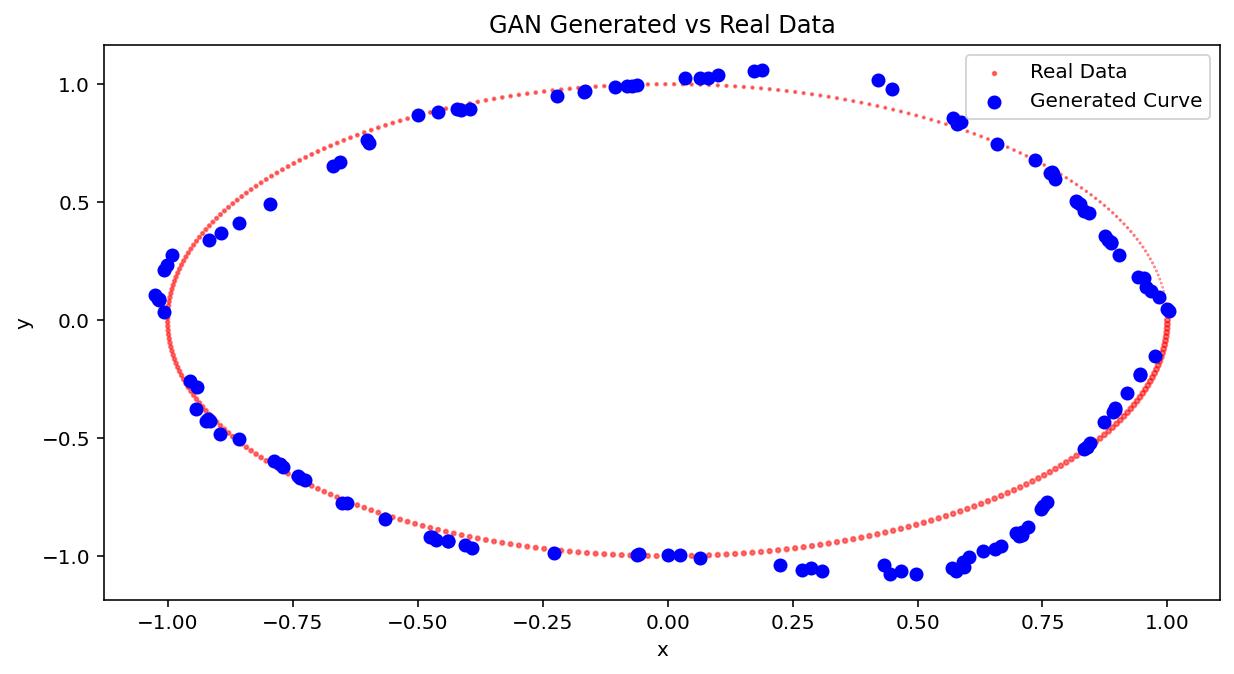 GAN Generated vs Real Data
Real Data
Generated Curve
1.0
0.5
0.0
−0.5
−1.0
y
−1.00 −0.75 −0.50 −0.25 0.00 0.25 0.50 0.75 1.00
x